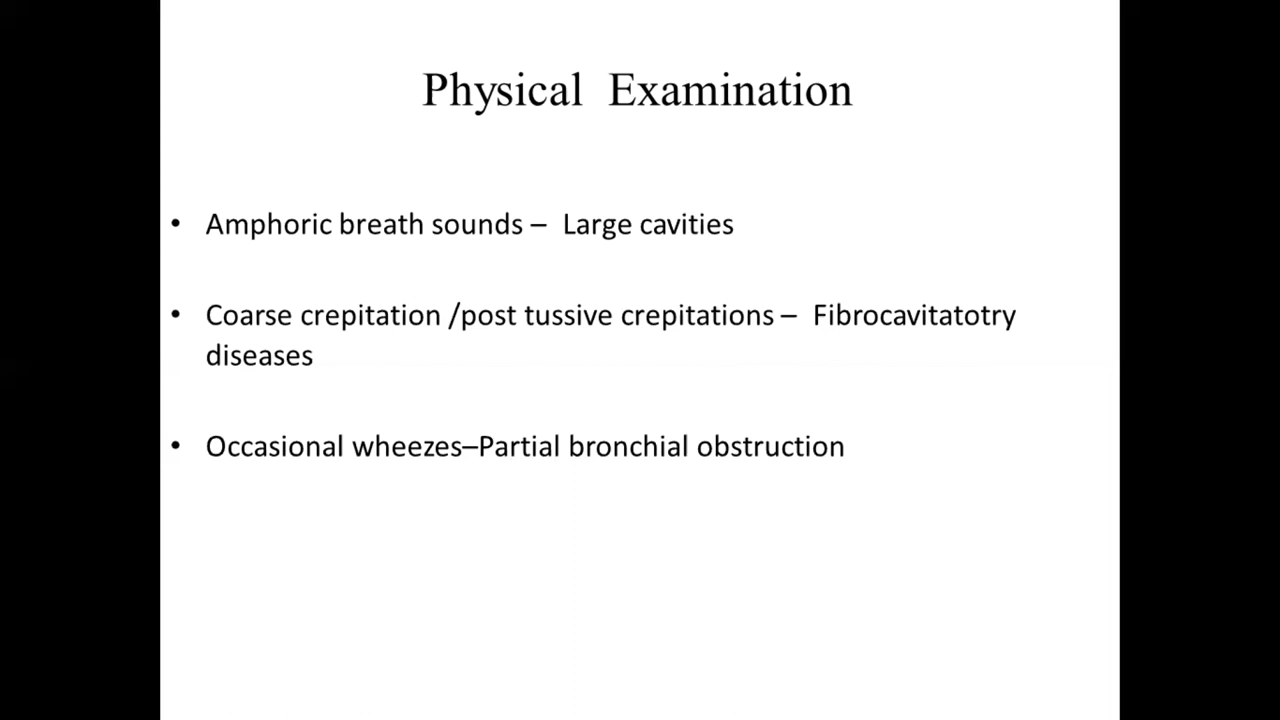 Physical Examination
• Amphoric breath sounds – Large cavities
• Coarse crepitation /post tussive crepitations – Fibrocavitatotry
diseases
• Occasional wheezes–Partial bronchial obstruction